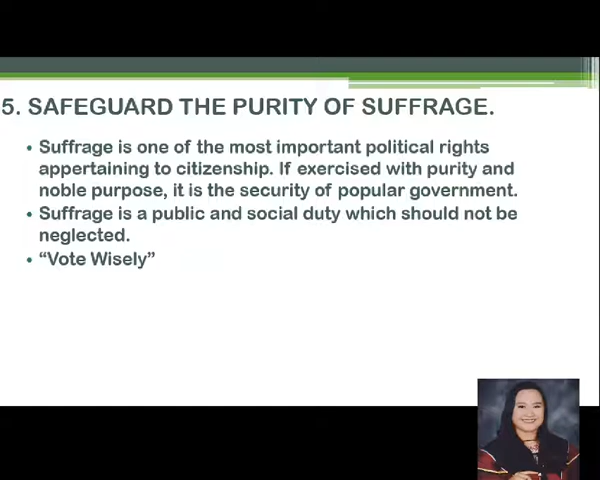 5. SAFEGUARD THE PURITY OF SUFFRAGE.
• Suffrage is one of the most important political rights
appertaining to citizenship. If exercised with purity and
noble purpose, it is the security of popular government.
• Suffrage is a public and social duty which should not be
neglected.
• “Vote Wisely”